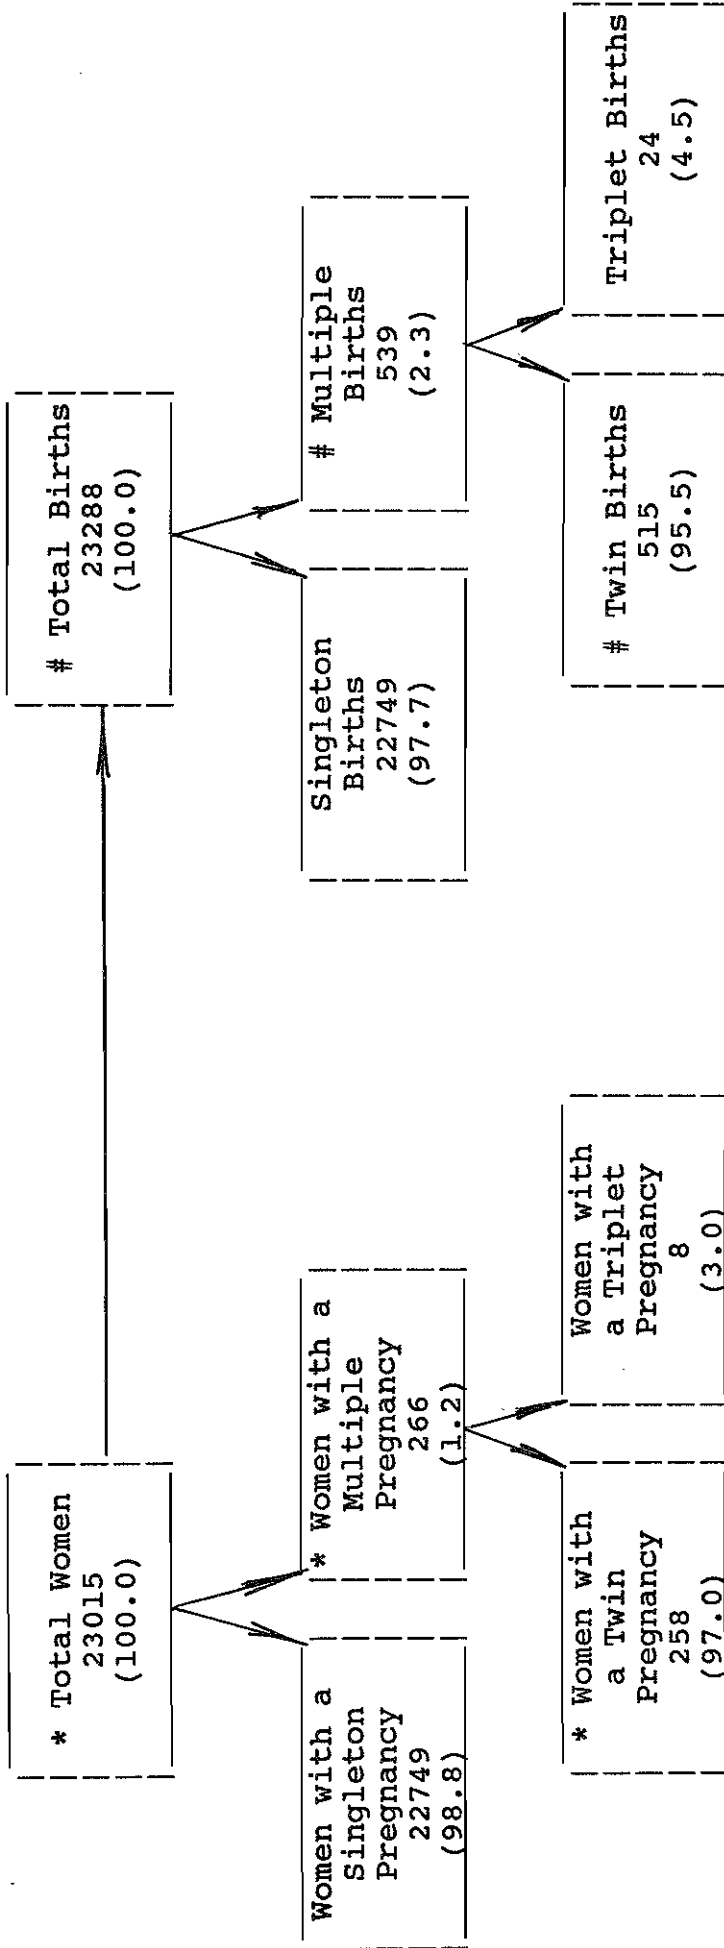 * Total Women
23015
(100.0)
# Total Births
23288
(100.0)
Women with a
Singleton
Pregnancy
22749
(98.8)
* Women with a
Multiple
Pregnancy
266
(1.2)
Singleton
Births
22749
(97.7)
# Multiple
Births
539
(2.3)
* Women with
a Twin
Pregnancy
258
(97.0)
Women with
a Triplet
Pregnancy
8
(3.0)
# Twin Births
515
(95.5)
Triplet Births
24
(4.5)